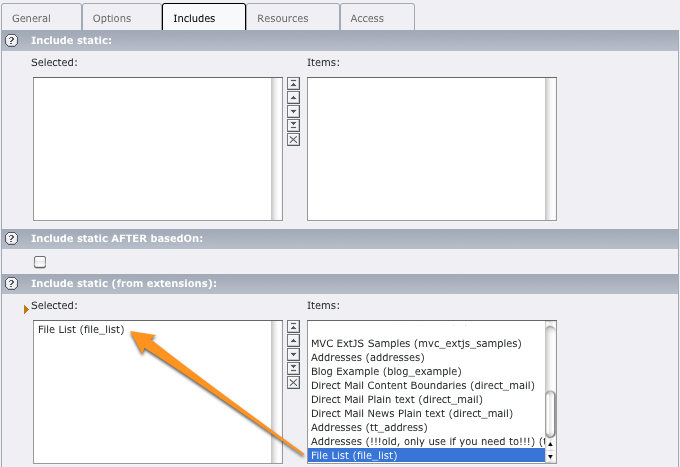 General Options Includes Resources Access
? Include static:
Selected: Items:
? Include static AFTER basedOn:
? Include static (from extensions):
Selected: Items:
File List (file_list)
MVC ExtJS Samples (mvc_extjs_samples)
Addresses (addresses)
Blog Example (blog_example)
Direct Mail Content Boundaries (direct_mail)
Direct Mail Plain text (direct_mail)
Direct Mail News Plain text (direct_mail)
Addresses (tt_address)
Addresses (!!!old, only use if you need to!!!) (
File List (file_list)